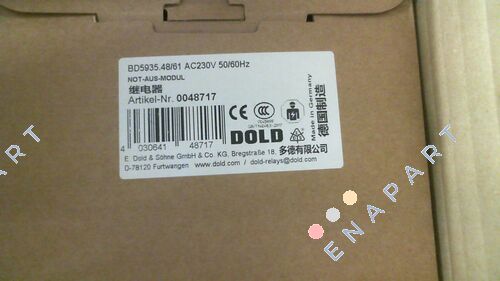 BD5935.48/61 AC230V 50/60Hz
NOT-AUS-MODUL
继电器
Artikel-Nr. 0048717
DOLD
Made in Germany
德国制造
4 030641 48717
E. Dold & Söhne GmbH & Co. KG, Bregstraße 18, 多德有限公司
D-78120 Furtwangen www.dold.com / dold-relays@dold.com
ENAPART
ENAPART